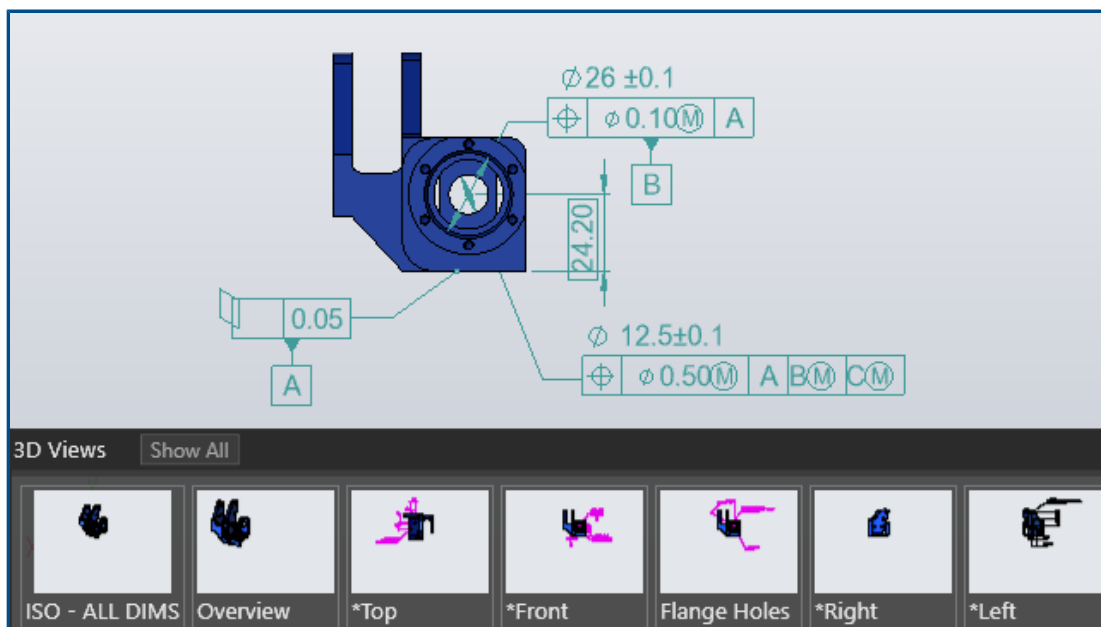 ⌀26 ±0.1
⌖ ⌀0.10Ⓜ A
B
24.20
0.05
A
⌀ 12.5±0.1
⌖ ⌀0.50Ⓜ A BⓂ CⓂ
3D Views Show All
ISO - ALL DIMS Overview *Top *Front Flange Holes *Right *Left